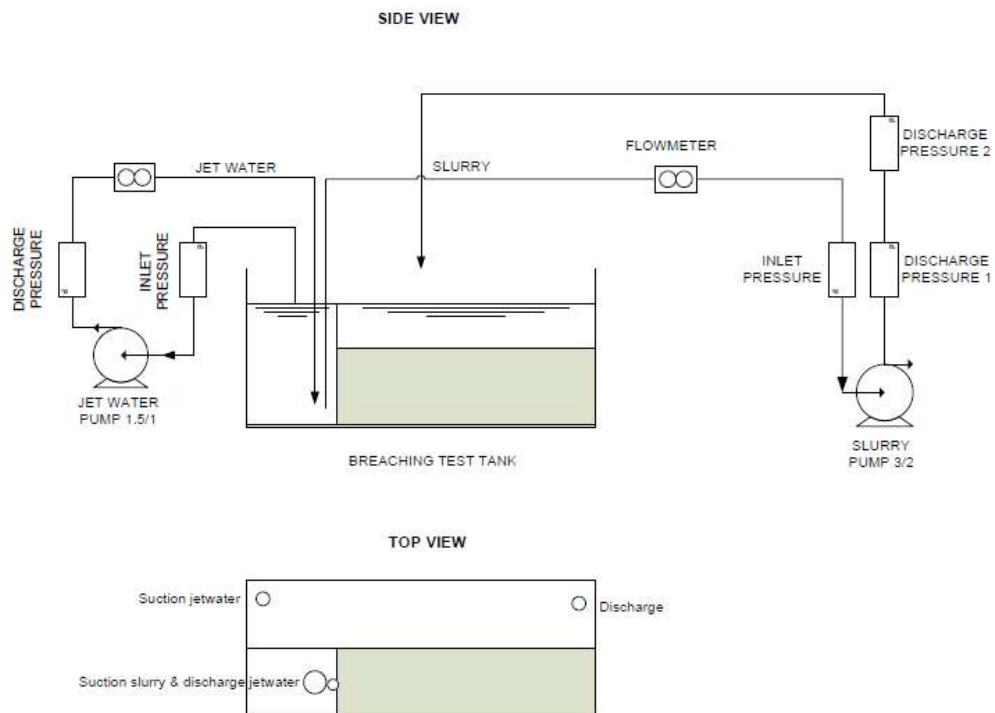 SIDE VIEW
DISCHARGE
PRESSURE 2
FLOWMETER
JET WATER
SLURRY
DISCHARGE
PRESSURE
INLET
PRESSURE
INLET
PRESSURE
DISCHARGE
PRESSURE 1
JET WATER
PUMP 1.5/1
SLURRY
PUMP 3/2
BREACHING TEST TANK
TOP VIEW
Suction jetwater
Discharge
Suction slurry & discharge jetwater